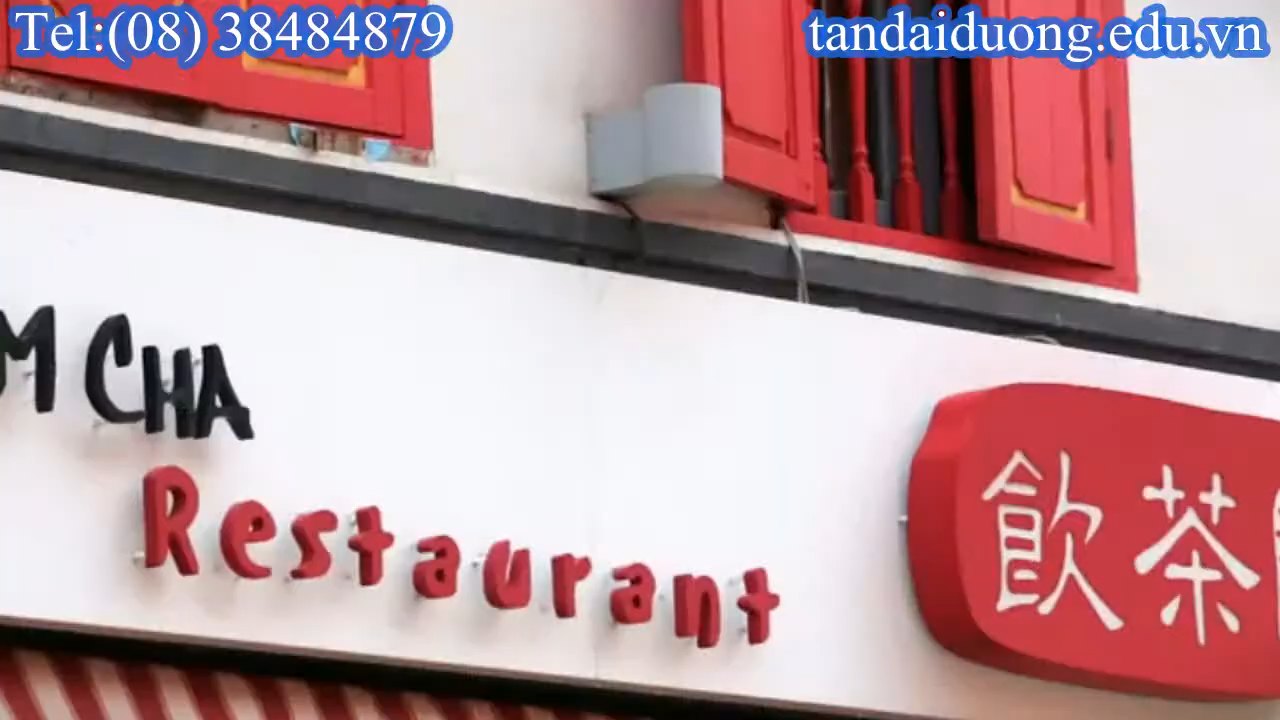 Tel:(08) 38484879
tandaiduong.edu.vn
M CHA
Restaurant
飲茶